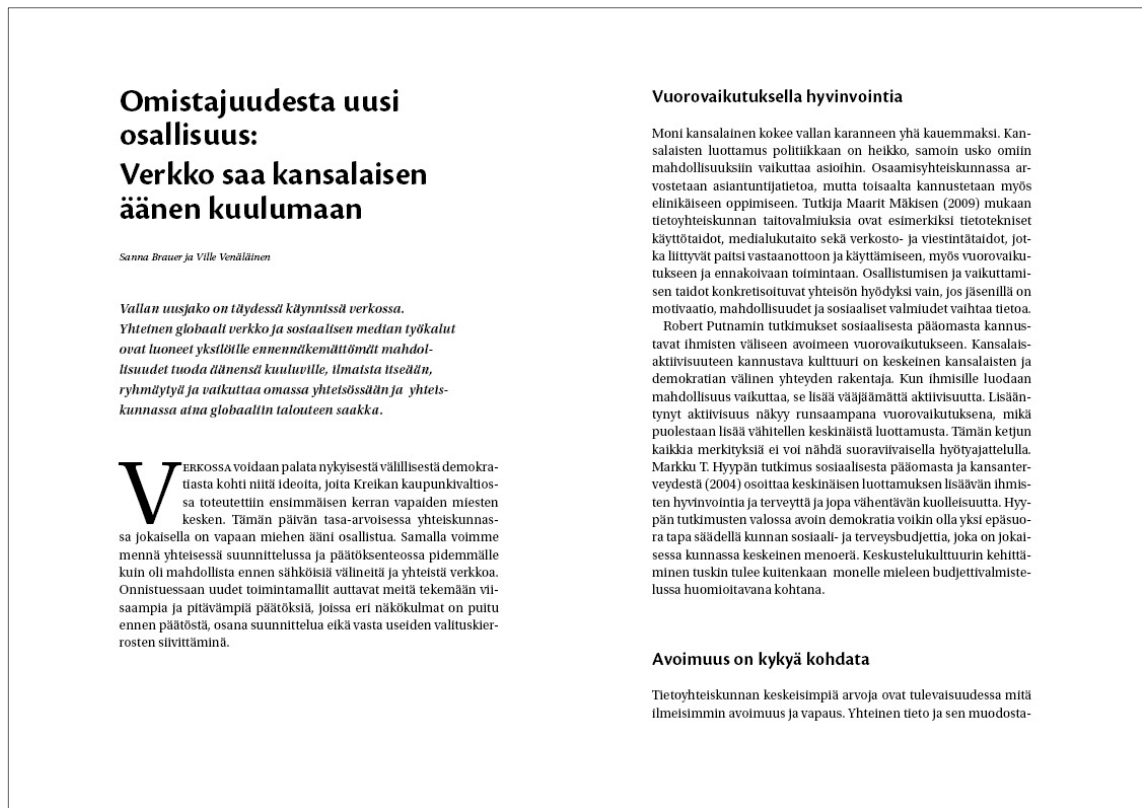 Omistajuudesta uusi
osallisuus:
Verkko saa kansalaisen
äänen kuulumaan
Sanna Brauer ja Ville Venäläinen
Vallan uusjako on täydessä käynnissä verkossa.
Yhteinen globaali verkko ja sosiaalisen median työkalut
ovat luoneet yksilöille ennennäkemättömät mahdol-
lisuudet tuoda äänensä kuuluville, ilmaista itseään,
ryhmäytyä ja vaikuttaa omassa yhteisössään ja yhteis-
kunnassa aina globaaliin talouteen saakka.
VERKOSSA voidaan palata nykyisestä välillisestä demokra-
tiasta kohti niitä ideoita, joita Kreikan kaupunkivaltios-
sa toteutettiin ensimmäisen kerran vapaiden miesten
kesken. Tämän päivän tasa-arvoisessa yhteiskunnas-
sa jokaisella on vapaan miehen ääni osallistua. Samalla voimme
mennä yhteisessä suunnittelussa ja päätöksenteossa pidemmälle
kuin oli mahdollista ennen sähköisiä välineitä ja yhteistä verkkoa.
Onnistuessaan uudet toimintamallit auttavat meitä tekemään vii-
saampia ja pitävämpiä päätöksiä, joissa eri näkökulmat on puitu
ennen päätöstä, osana suunnittelua eikä vasta useiden valituskier-
rosten siivittäminä.
Vuorovaikutuksella hyvinvointia
Moni kansalainen kokee vallan karanneen yhä kauemmaksi. Kan-
salaisten luottamus politiikkaan on heikko, samoin usko omiin
mahdollisuuksiin vaikuttaa asioihin. Osaamisyhteiskunnassa ar-
vostetaan asiantuntijatietoa, mutta toisaalta kannustetaan myös
elinikäiseen oppimiseen. Tutkija Maarit Mäkisen (2009) mukaan
tietoyhteiskunnan taitovalmiuksia ovat esimerkiksi tietotekniset
käyttötaidot, medialukutaito sekä verkosto- ja viestintätaidot, jot-
ka liittyvät paitsi vastaanottoon ja käyttämiseen, myös vuorovaiku-
tukseen ja ennakoivaan toimintaan. Osallistumisen ja vaikuttami-
sen taidot konkretisoituvat yhteisön hyödyksi vain, jos jäsenillä on
motivaatio, mahdollisuudet ja sosiaaliset valmiudet vaihtaa tietoa.
Robert Putnamin tutkimukset sosiaalisesta pääomasta kannus-
tavat ihmisten väliseen avoimeen vuorovaikutukseen. Kansalais-
aktiivisuuteen kannustava kulttuuri on keskeinen kansalaisten ja
demokratian välinen yhteyden rakentaja. Kun ihmisille luodaan
mahdollisuus vaikuttaa, se lisää vääjäämättä aktiivisuutta. Lisään-
tynyt aktiivisuus näkyy runsaampana vuorovaikutuksena, mikä
puolestaan lisää vähitellen keskinäistä luottamusta. Tämän ketjun
kaikkia merkityksiä ei voi nähdä suoraviivaisella hyötyajattelulla.
Markku T. Hyypän tutkimus sosiaalisesta pääomasta ja kansanter-
veydestä (2004) osoittaa keskinäisen luottamuksen lisäävän ihmis-
ten hyvinvointia ja terveyttä ja jopa vähentävän kuolleisuutta. Hyy-
pän tutkimusten valossa avoin demokratia voikin olla yksi epäsuo-
ra tapa säädellä kunnan sosiaali- ja terveysbudjettia, joka on jokai-
sessa kunnassa keskeinen menoerä. Keskustelukulttuurin kehittä-
minen tuskin tulee kuitenkaan monelle mieleen budjettivalmiste-
lussa huomioitavana kohtana.
Avoimuus on kykyä kohdata
Tietoyhteiskunnan keskeisimpiä arvoja ovat tulevaisuudessa mitä
ilmeisimmin avoimuus ja vapaus. Yhteinen tieto ja sen muodosta-